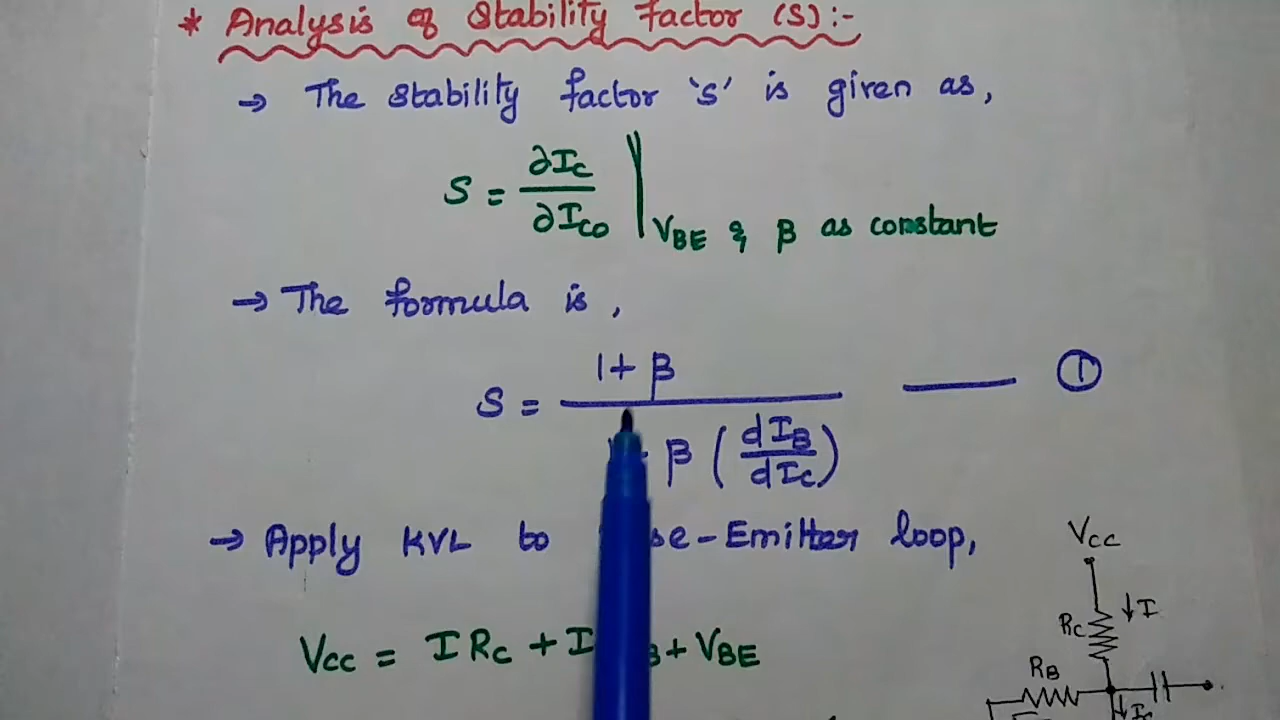 * Analysis of Stability Factor (S):-
→ The stability factor 's' is given as,
S = ∂Ic / ∂Ico | VBE & β as constant
→ The formula is,
S = 1+ β / - β (dIB / dIc) —— ①
→ Apply KVL to se-Emitter loop,
Vcc
↓I
Rc
Vcc = IRc + I B + VBE
RB
↓Ic